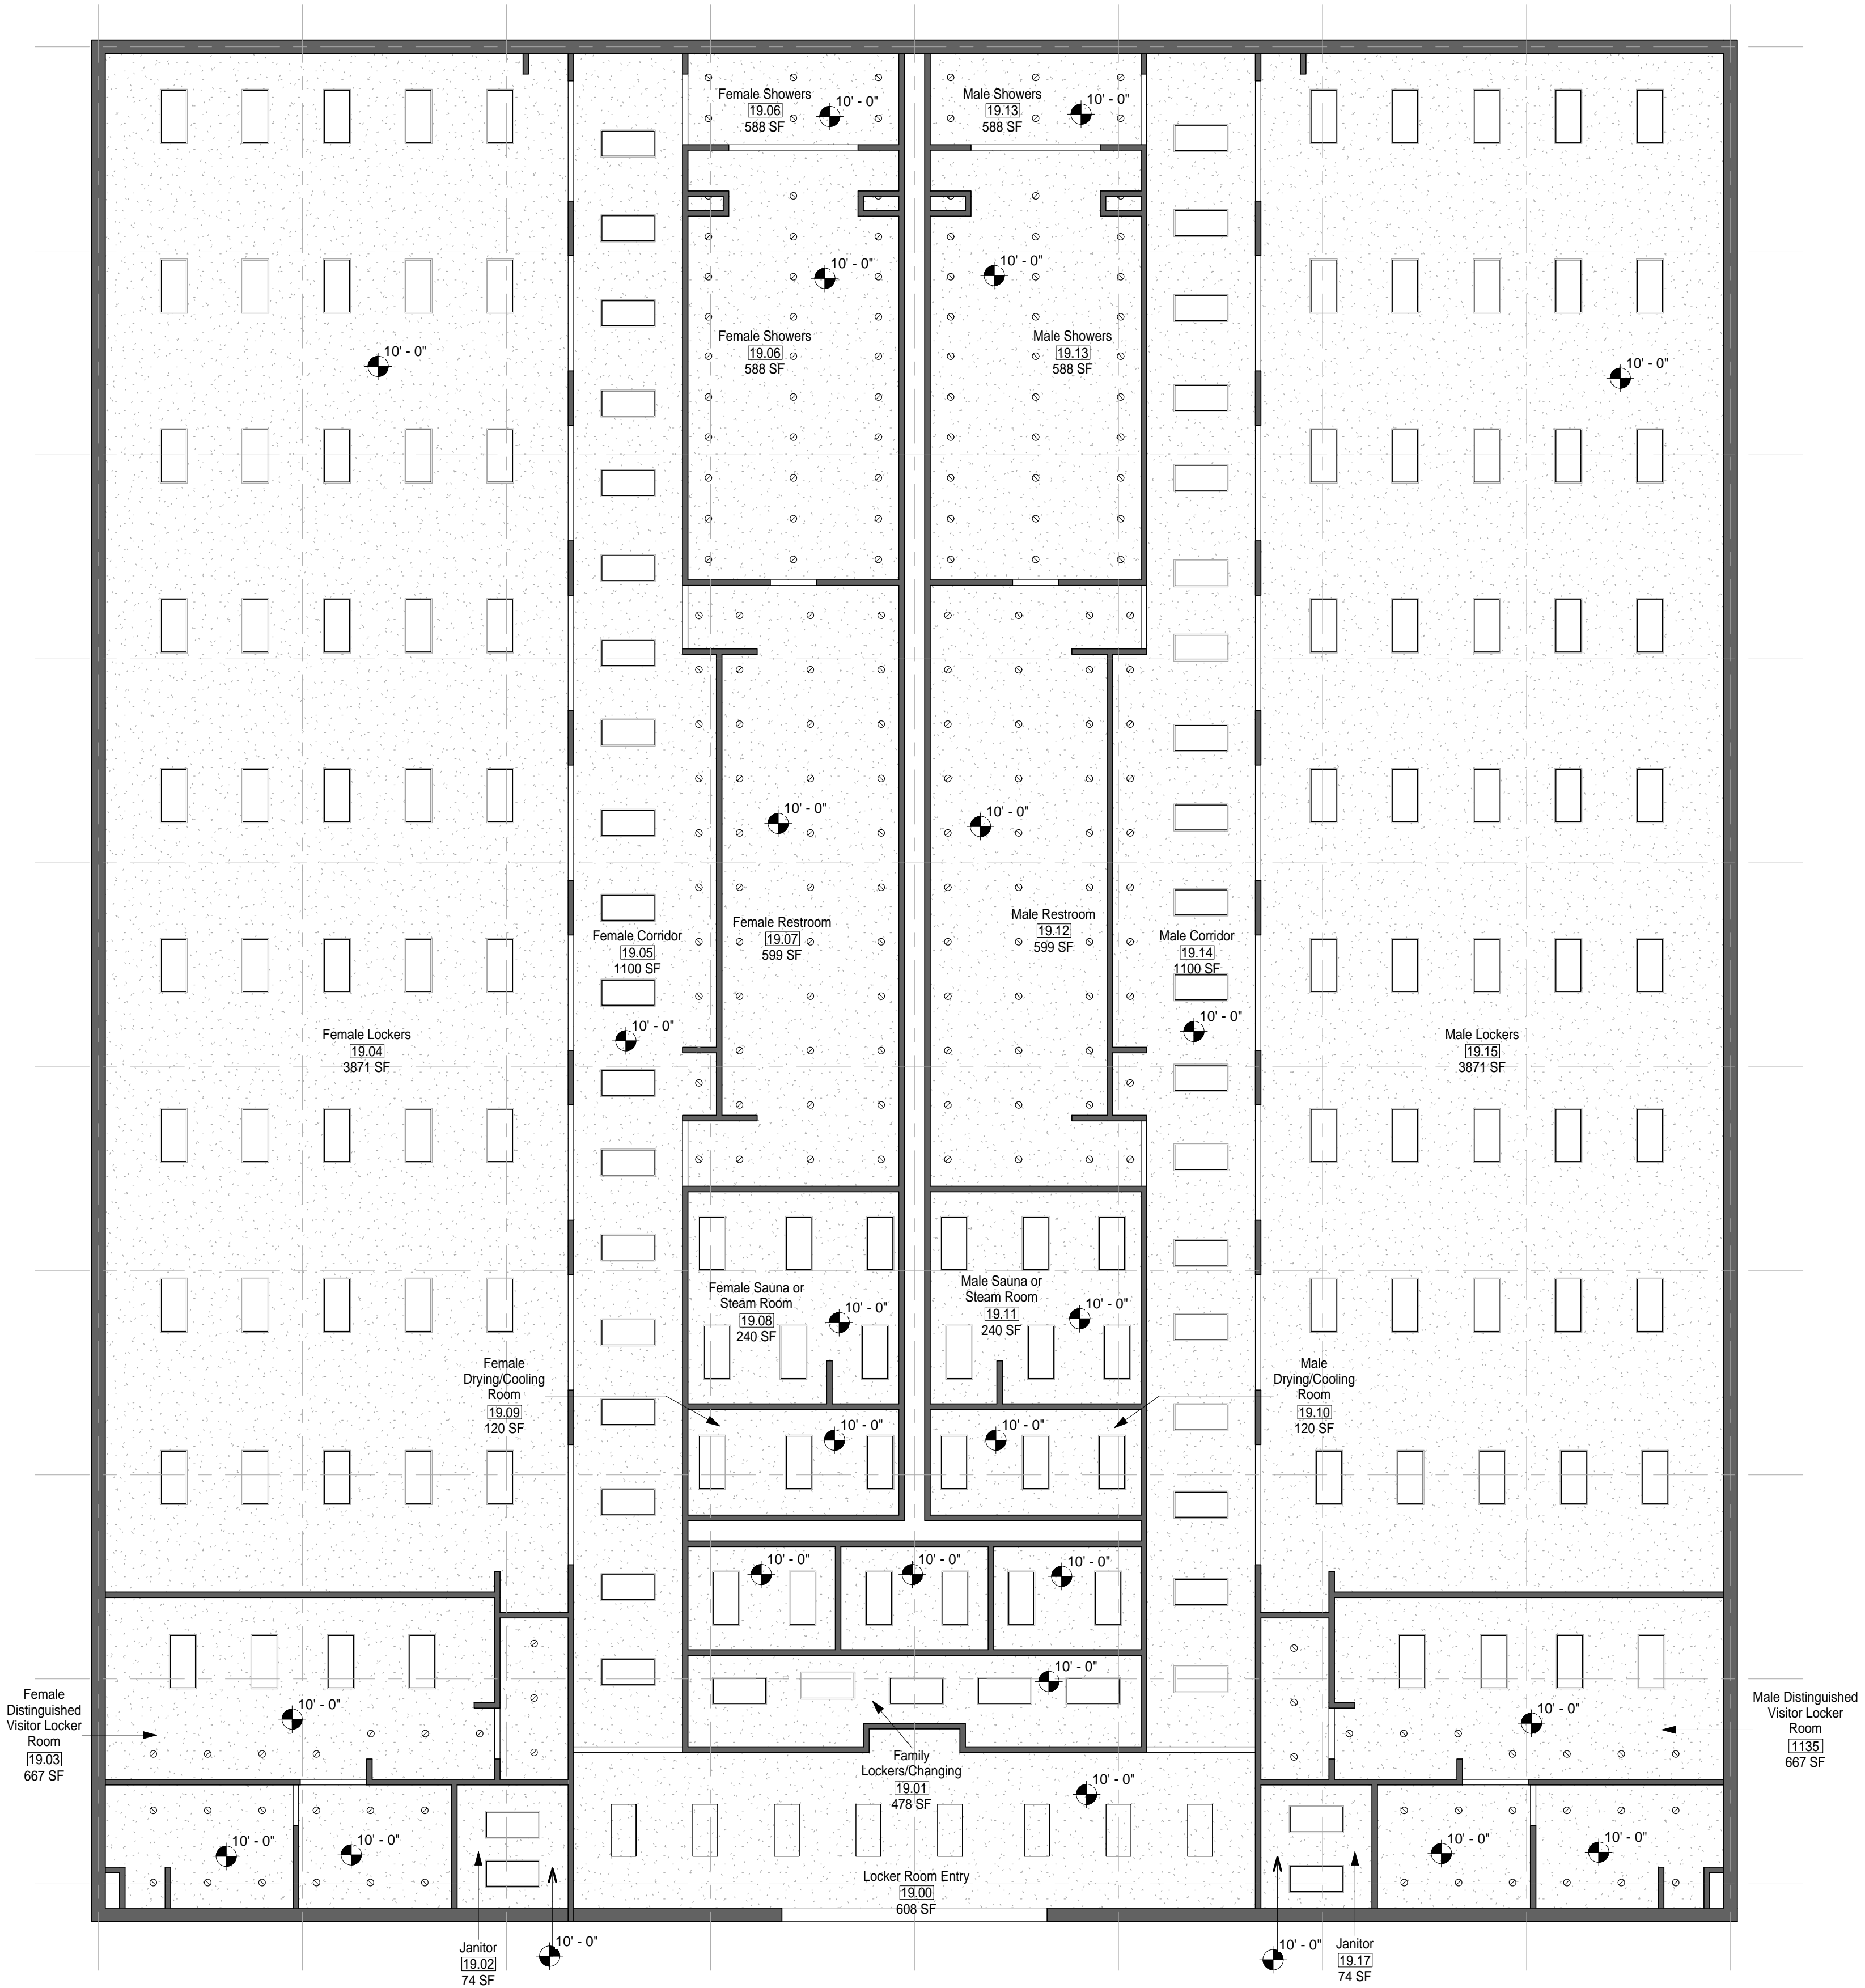 Female Showers
19.06
588 SF
10' - 0"
Male Showers
19.13
588 SF
10' - 0"
10' - 0"
10' - 0"
Female Showers
19.06
588 SF
Male Showers
19.13
588 SF
10' - 0"
10' - 0"
10' - 0"
10' - 0"
Female Restroom
19.07
599 SF
Male Restroom
19.12
599 SF
Female Corridor
19.05
1100 SF
10' - 0"
Male Corridor
19.14
1100 SF
10' - 0"
Female Lockers
19.04
3871 SF
Male Lockers
19.15
3871 SF
Female Sauna or
Steam Room
19.08
240 SF
10' - 0"
Male Sauna or
Steam Room
19.11
240 SF
10' - 0"
Female
Drying/Cooling
Room
19.09
120 SF
10' - 0"
10' - 0"
Male
Drying/Cooling
Room
19.10
120 SF
10' - 0"
10' - 0"
10' - 0"
10' - 0"
Female
Distinguished
Visitor Locker
Room
19.03
667 SF
10' - 0"
10' - 0"
Male Distinguished
Visitor Locker
Room
1135
667 SF
Family
Lockers/Changing
19.01
478 SF
10' - 0"
10' - 0"
10' - 0"
10' - 0"
10' - 0"
Locker Room Entry
19.00
608 SF
Janitor
19.02
74 SF
10' - 0"
10' - 0"
Janitor
19.17
74 SF